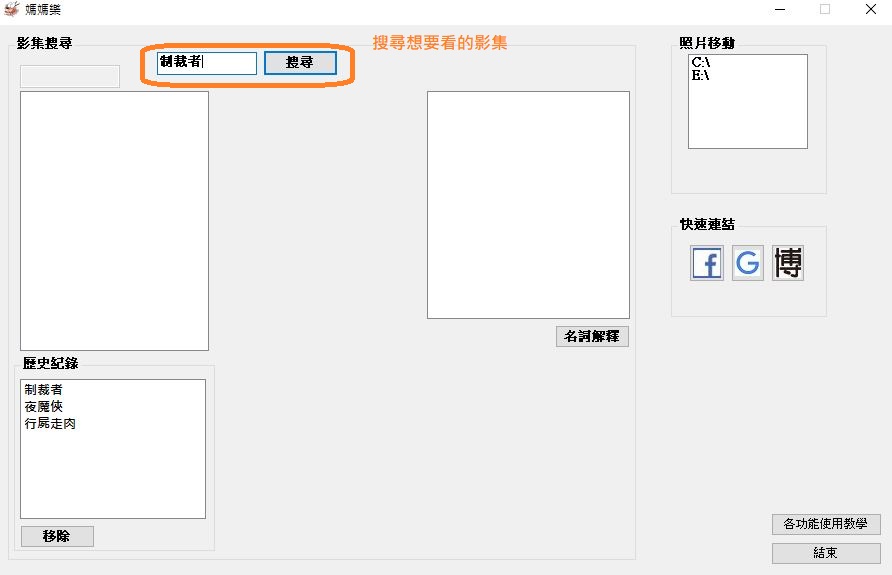 媽媽樂
影集搜尋
制裁者
搜尋
搜尋想要看的影集
照片移動
C:\
E:\
快速連結
f
G
博
名詞解釋
歷史紀錄
制裁者
夜魔俠
行屍走肉
移除
各功能使用教學
結束